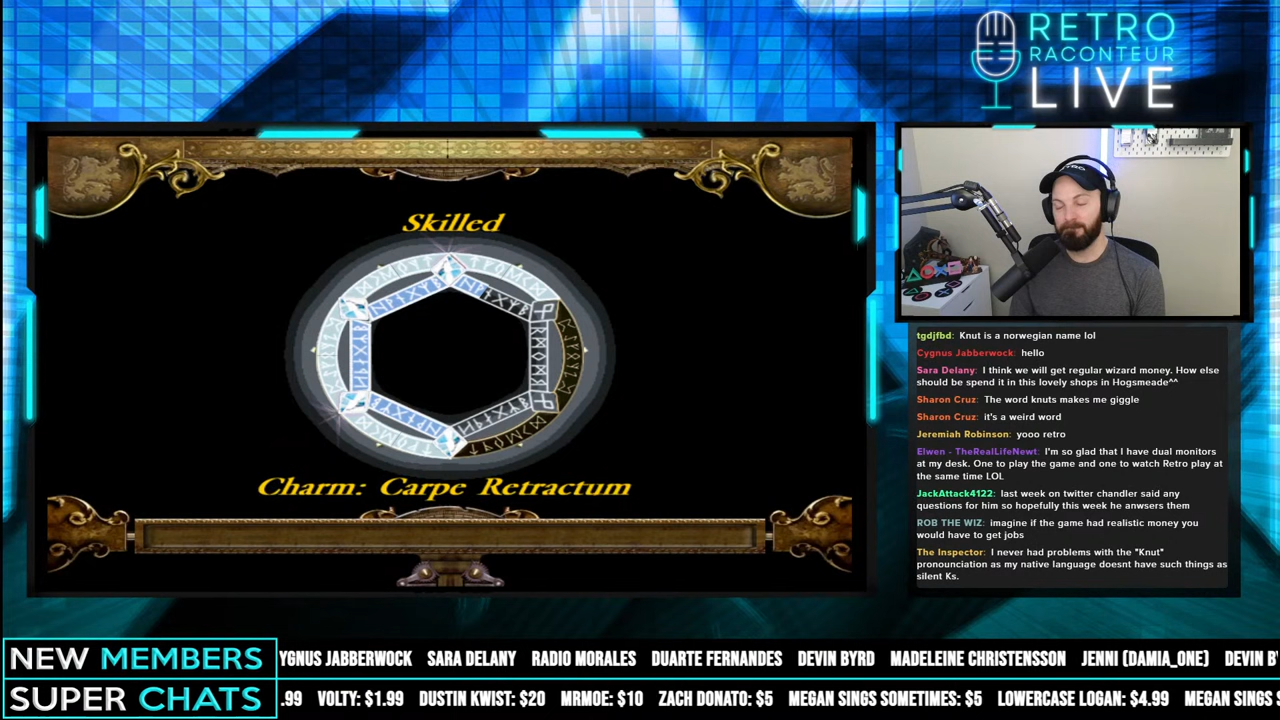 RETRO
RACONTEUR
LIVE
Skilled
Charm: Carpe Retractum
tgdjfbd: Knut is a norwegian name lol
Cygnus Jabberwock: hello
Sara Delany: I think we will get regular wizard money. How else
should be spend it in this lovely shops in Hogsmeade^^
Sharon Cruz: The word knuts makes me giggle
Sharon Cruz: it's a weird word
Jeremiah Robinson: yooo retro
Elwen - TheRealLifeNewt: I'm so glad that I have dual monitors
at my desk. One to play the game and one to watch Retro play at
the same time LOL
JackAttack4122: last week on twitter chandler said any
questions for him so hopefully this week he anwsers them
ROB THE WIZ: imagine if the game had realistic money you
would have to get jobs
The Inspector: I never had problems with the "Knut"
pronounciation as my native language doesnt have such things as
silent Ks.
NEW MEMBERS YGNUS JABBERWOCK SARA DELANY RADIO MORALES DUARTE FERNANDES DEVIN BYRD MADELEINE CHRISTENSSON JENNI (DAMIA_ONE) DEVIN B
SUPER CHATS .99 VOLTY: $1.99 DUSTIN KWIST: $20 MRMOE: $10 ZACH DONATO: $5 MEGAN SINGS SOMETIMES: $5 LOWERCASE LOGAN: $4.99 MEGAN SINGS